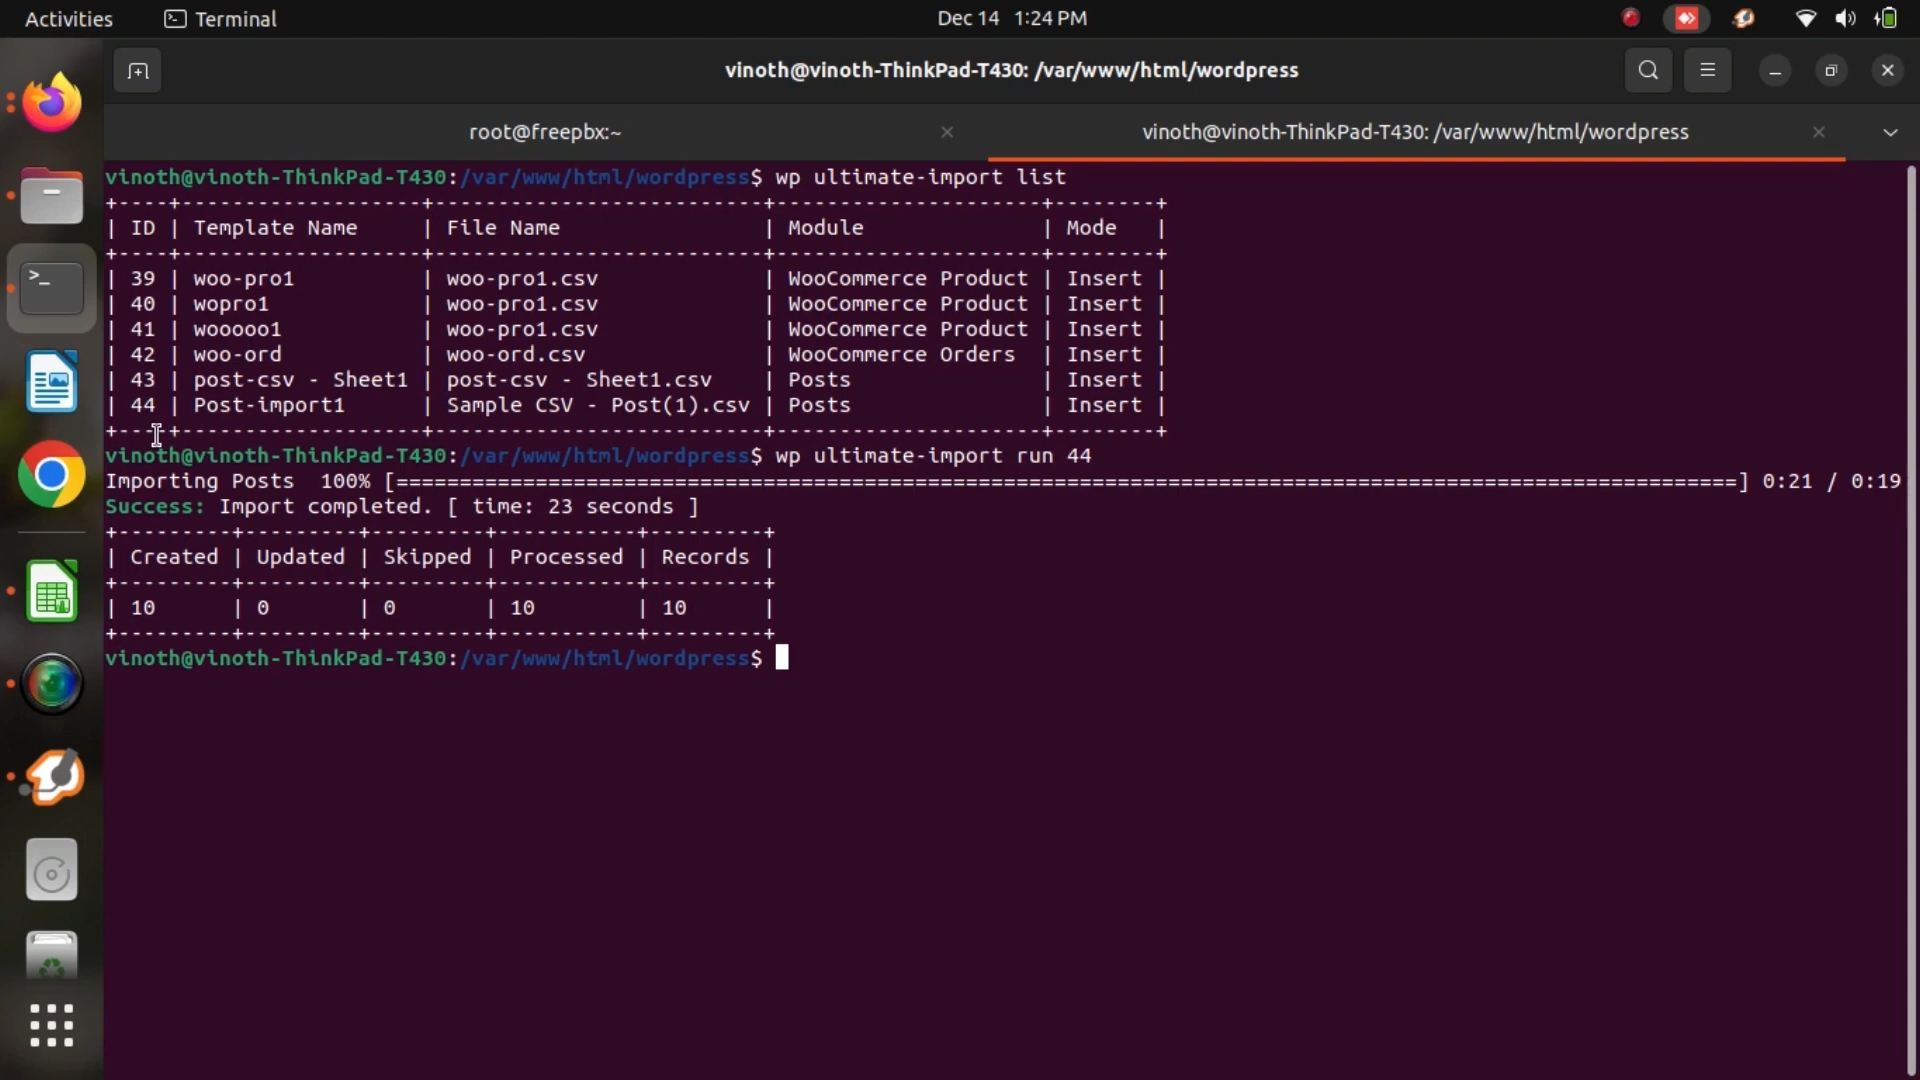 Activities Terminal Dec 14 1:24 PM
vinoth@vinoth-ThinkPad-T430: /var/www/html/wordpress
root@freepbx:~ vinoth@vinoth-ThinkPad-T430: /var/www/html/wordpress
vinoth@vinoth-ThinkPad-T430:/var/www/html/wordpress$ wp ultimate-import list
+----+-------------------+--------------------------+---------------------+--------+
| ID | Template Name     | File Name                | Module              | Mode   |
+----+-------------------+--------------------------+---------------------+--------+
| 39 | woo-pro1          | woo-pro1.csv             | WooCommerce Product | Insert |
| 40 | wopro1            | woo-pro1.csv             | WooCommerce Product | Insert |
| 41 | wooooo1           | woo-pro1.csv             | WooCommerce Product | Insert |
| 42 | woo-ord           | woo-ord.csv              | WooCommerce Orders  | Insert |
| 43 | post-csv - Sheet1 | post-csv - Sheet1.csv    | Posts               | Insert |
| 44 | Post-import1      | Sample CSV - Post(1).csv | Posts               | Insert |
+----+-------------------+--------------------------+---------------------+--------+
vinoth@vinoth-ThinkPad-T430:/var/www/html/wordpress$ wp ultimate-import run 44
Importing Posts  100% [==========================================================================================================] 0:21 / 0:19
Success: Import completed. [ time: 23 seconds ]
+---------+---------+---------+-----------+---------+
| Created | Updated | Skipped | Processed | Records |
+---------+---------+---------+-----------+---------+
| 10      | 0       | 0       | 10        | 10      |
+---------+---------+---------+-----------+---------+
vinoth@vinoth-ThinkPad-T430:/var/www/html/wordpress$